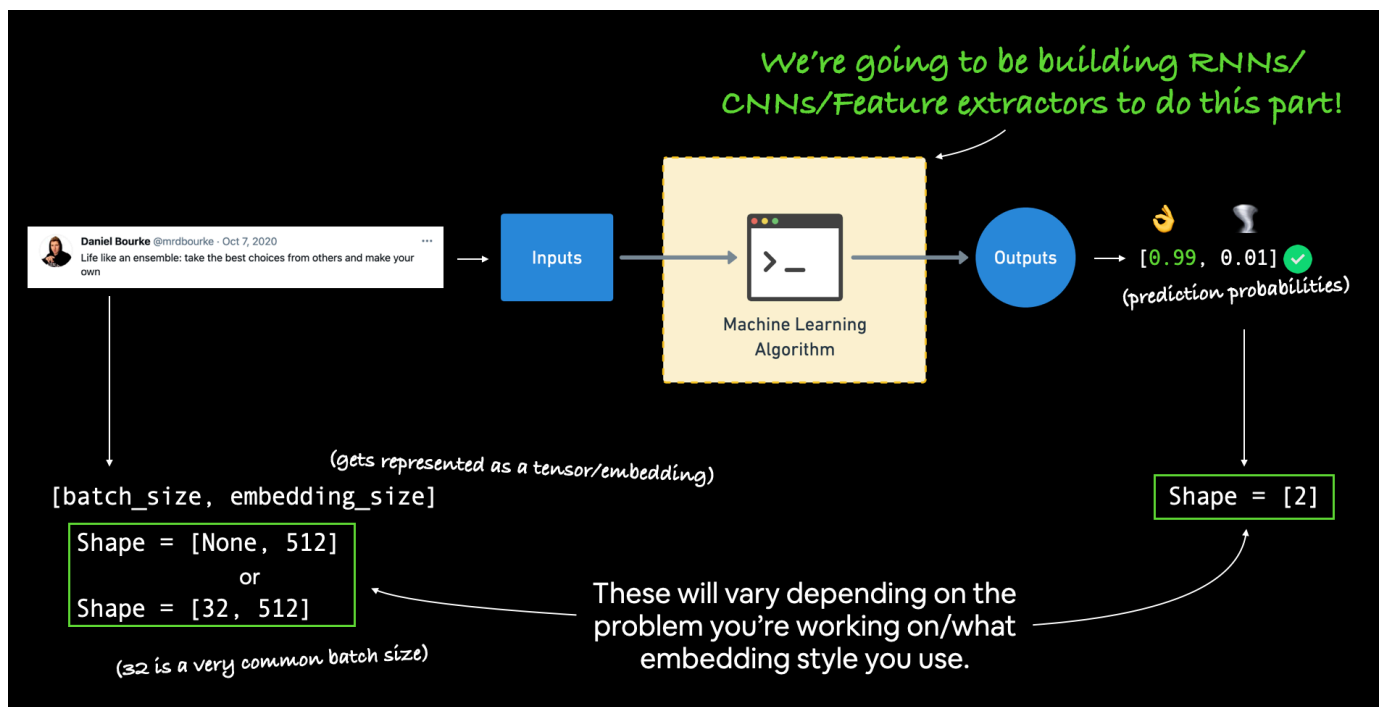 We're going to be building RNNs/
CNNs/Feature extractors to do this part!
Daniel Bourke @mrdbourke · Oct 7, 2020
Life like an ensemble: take the best choices from others and make your
own
Inputs
Machine Learning
Algorithm
Outputs
[0.99, 0.01]
(prediction probabilities)
(gets represented as a tensor/embedding)
[batch_size, embedding_size]
Shape = [None, 512]
or
Shape = [32, 512]
(32 is a very common batch size)
These will vary depending on the
problem you're working on/what
embedding style you use.
Shape = [2]